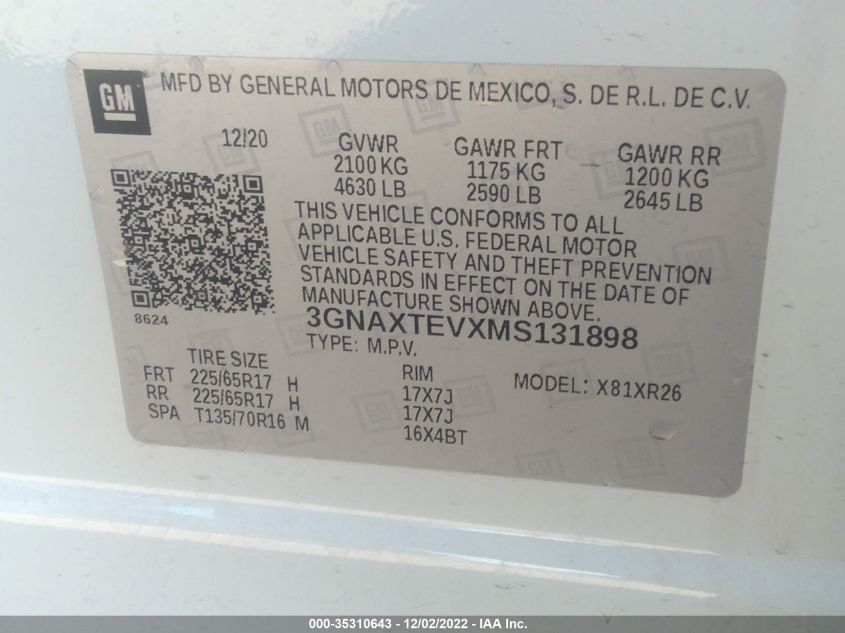 GM
MFD BY GENERAL MOTORS DE MEXICO, S. DE R.L. DE C.V.
12/20 GVWR GAWR FRT GAWR RR
2100 KG 1175 KG 1200 KG
4630 LB 2590 LB 2645 LB
THIS VEHICLE CONFORMS TO ALL
APPLICABLE U.S. FEDERAL MOTOR
VEHICLE SAFETY AND THEFT PREVENTION
STANDARDS IN EFFECT ON THE DATE OF
MANUFACTURE SHOWN ABOVE.
8624
3GNAXTEVXMS131898
TYPE: M.P.V.
TIRE SIZE RIM MODEL: X81XR26
FRT 225/65R17 H 17X7J
RR 225/65R17 H 17X7J
SPA T135/70R16 M 16X4BT
000-35310643 - 12/02/2022 - IAA Inc.